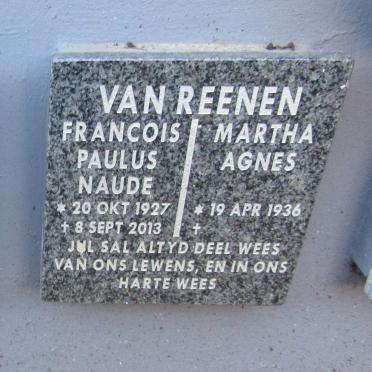 VAN REENEN
FRANCOIS MARTHA
PAULUS AGNES
NAUDE
* 20 OKT 1927 * 19 APR 1936
† 8 SEPT 2013 †
JUL SAL ALTYD DEEL WEES
VAN ONS LEWENS, EN IN ONS
HARTE WEES